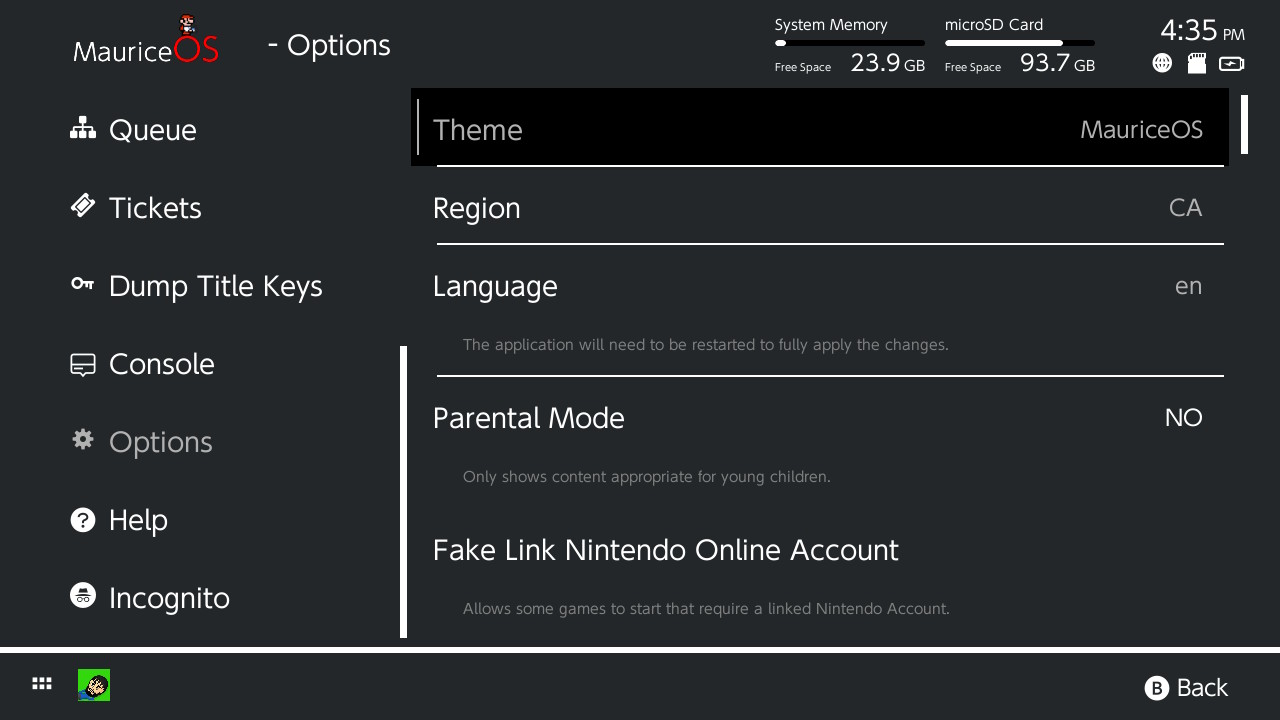 MauriceOS - Options
System Memory
Free Space 23.9 GB
microSD Card
Free Space 93.7 GB
4:35 PM
Queue
Tickets
Dump Title Keys
Console
Options
Help
Incognito
Theme MauriceOS
Region CA
Language en
The application will need to be restarted to fully apply the changes.
Parental Mode NO
Only shows content appropriate for young children.
Fake Link Nintendo Online Account
Allows some games to start that require a linked Nintendo Account.
B Back